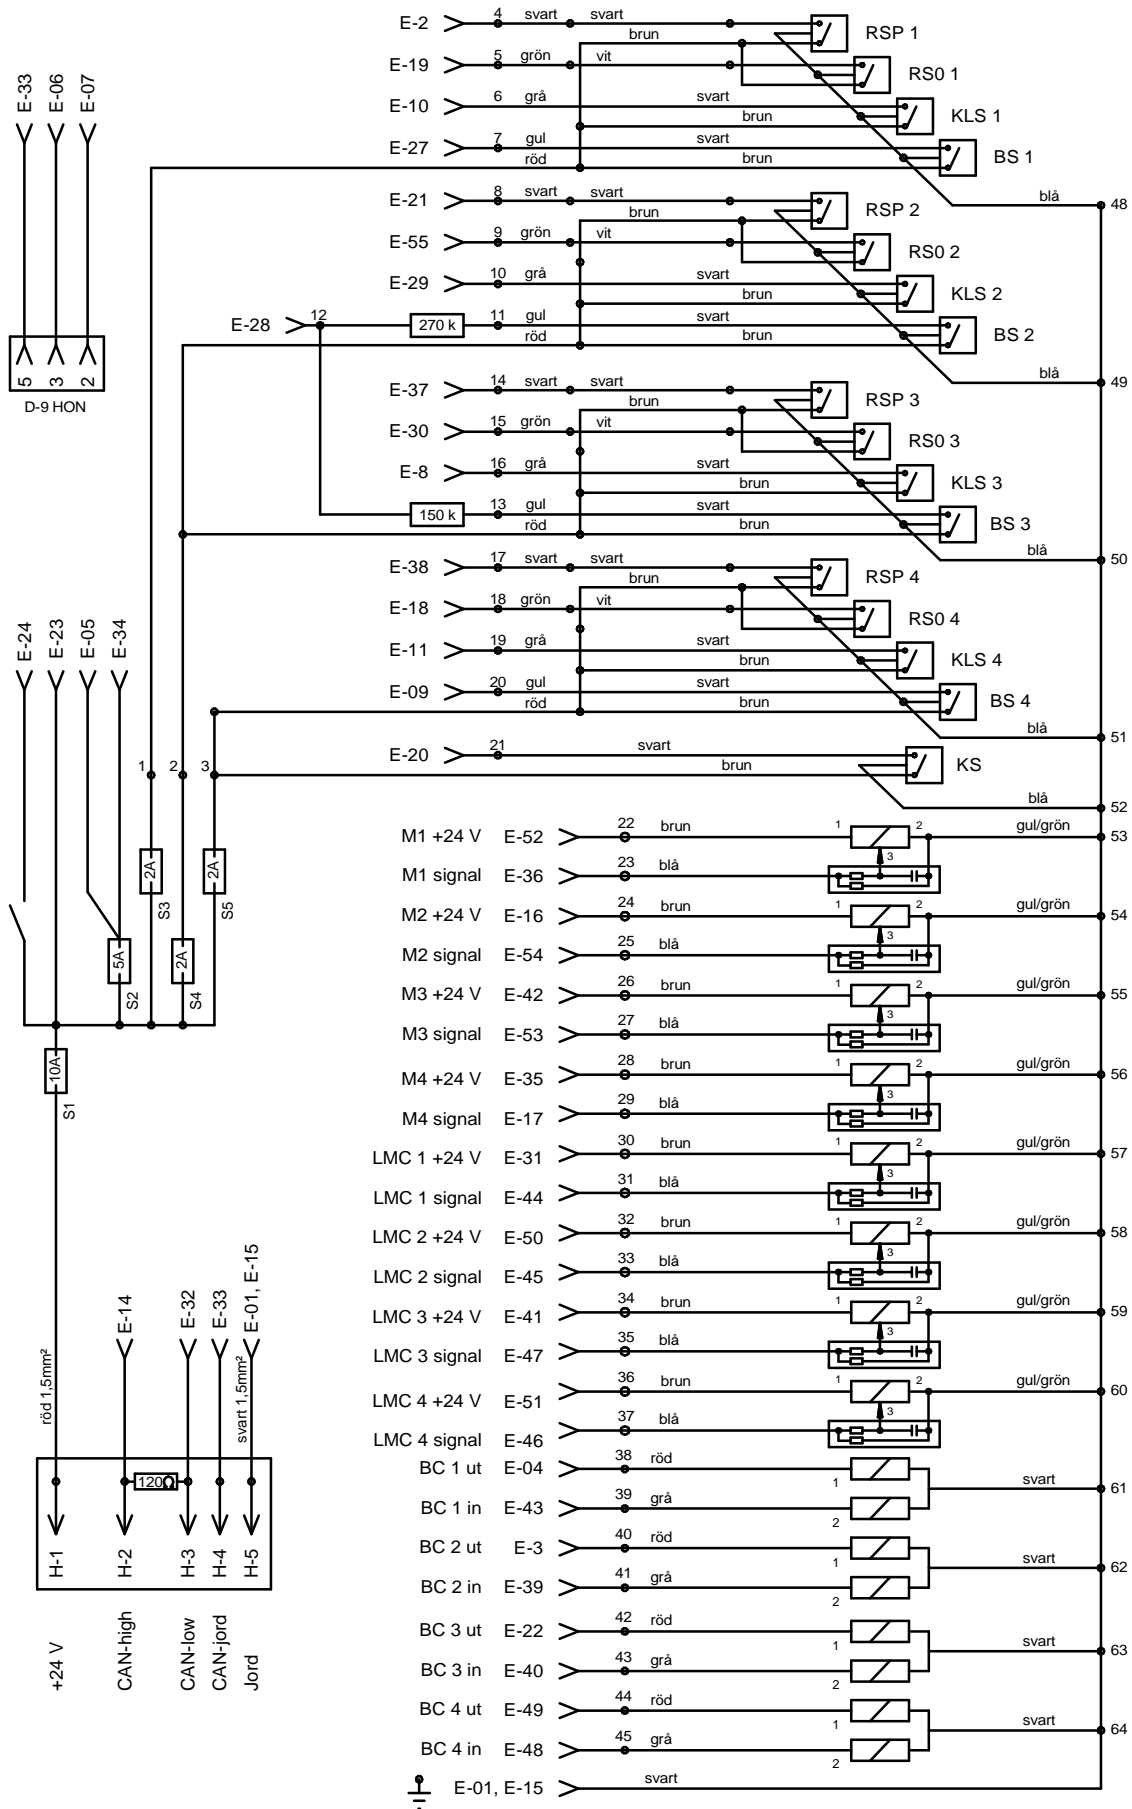 E-2 4 svart svart RSP 1
brun
E-19 5 grön vit RS0 1
E-10 6 grå svart KLS 1
brun
E-27 7 gul svart BS 1
röd brun
blå 48
E-21 8 svart svart RSP 2
brun
E-55 9 grön vit RS0 2
E-29 10 grå svart KLS 2
brun
E-28 12 270 k 11 gul svart BS 2
röd brun
blå 49
E-37 14 svart svart RSP 3
brun
E-30 15 grön vit RS0 3
E-8 16 grå svart KLS 3
brun
150 k 13 gul svart BS 3
röd brun
blå 50
E-38 17 svart svart RSP 4
brun
E-18 18 grön vit RS0 4
E-11 19 grå svart KLS 4
brun
E-09 20 gul svart BS 4
röd brun
blå 51
E-20 21 svart KS
brun
blå 52
M1 +24 V E-52 22 brun 1 2 gul/grön 53
3
M1 signal E-36 23 blå
M2 +24 V E-16 24 brun 1 2 gul/grön 54
3
M2 signal E-54 25 blå
M3 +24 V E-42 26 brun 1 2 gul/grön 55
3
M3 signal E-53 27 blå
M4 +24 V E-35 28 brun 1 2 gul/grön 56
3
M4 signal E-17 29 blå
LMC 1 +24 V E-31 30 brun 1 2 gul/grön 57
3
LMC 1 signal E-44 31 blå
LMC 2 +24 V E-50 32 brun 1 2 gul/grön 58
3
LMC 2 signal E-45 33 blå
LMC 3 +24 V E-41 34 brun 1 2 gul/grön 59
3
LMC 3 signal E-47 35 blå
LMC 4 +24 V E-51 36 brun 1 2 gul/grön 60
3
LMC 4 signal E-46 37 blå
BC 1 ut E-04 38 röd 1
svart 61
BC 1 in E-43 39 grå 2
BC 2 ut E-3 40 röd 1
svart 62
BC 2 in E-39 41 grå 2
BC 3 ut E-22 42 röd 1
svart 63
BC 3 in E-40 43 grå 2
BC 4 ut E-49 44 röd 1
svart 64
BC 4 in E-48 45 grå 2
E-01, E-15 svart
E-33 E-06 E-07
5 3 2
D-9 HON
E-24 E-23 E-05 E-34
1 2 3
2A S3
2A S5
5A S2
2A S4
10A S1
röd 1,5mm²
E-14 E-32 E-33 E-01, E-15
svart 1,5mm²
120Ω
H-1 H-2 H-3 H-4 H-5
+24 V
CAN-high
CAN-low
CAN-jord
Jord